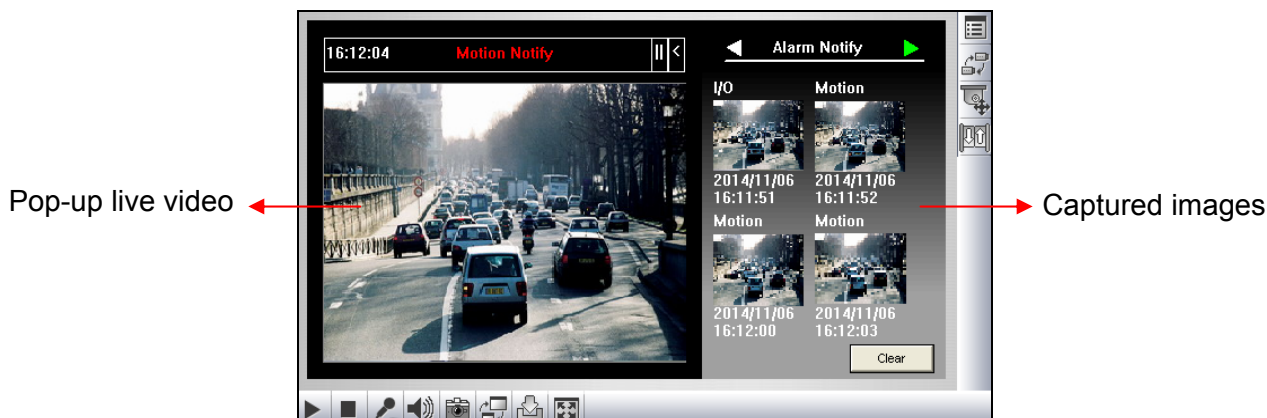 16:12:04 Motion Notify
Alarm Notify
I/O Motion
2014/11/06 2014/11/06
16:11:51 16:11:52
Pop-up live video
Captured images
Motion Motion
2014/11/06 2014/11/06
16:12:00 16:12:03
Clear